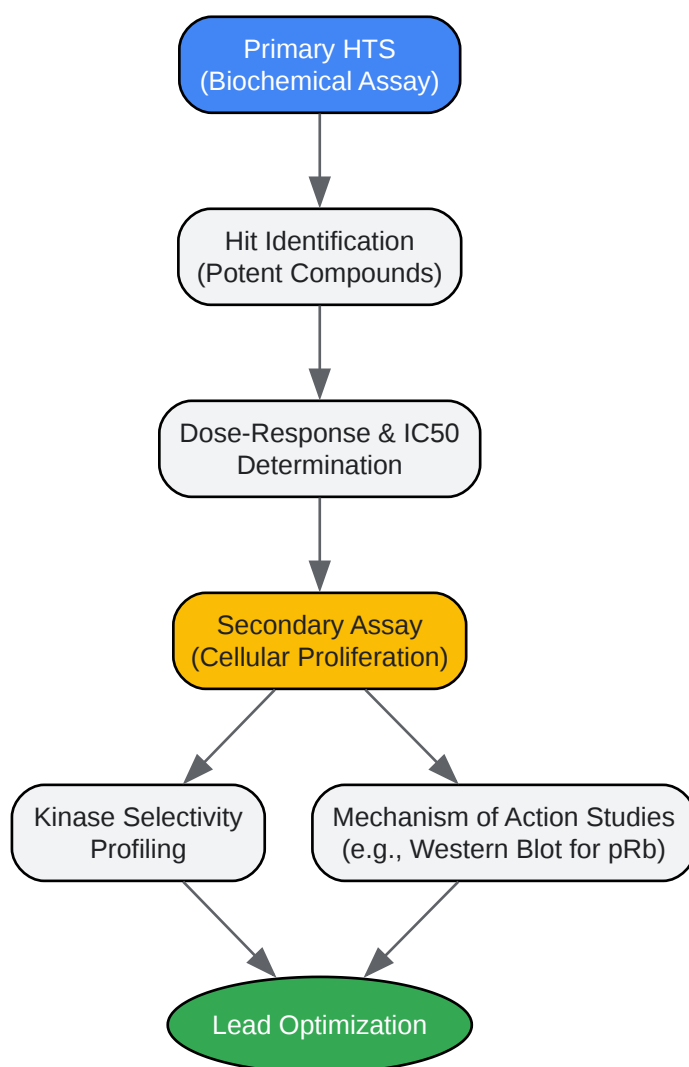 Primary HTS
(Biochemical Assay)
Hit Identification
(Potent Compounds)
Dose-Response & IC50
Determination
Secondary Assay
(Cellular Proliferation)
Kinase Selectivity
Profiling
Mechanism of Action Studies
(e.g., Western Blot for pRb)
Lead Optimization